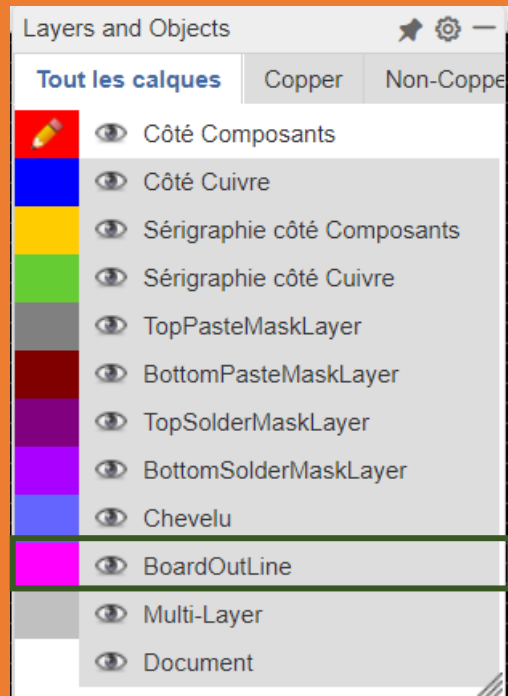 Layers and Objects
Tout les calques Copper Non-Coppe
Côté Composants
Côté Cuivre
Sérigraphie côté Composants
Sérigraphie côté Cuivre
TopPasteMaskLayer
BottomPasteMaskLayer
TopSolderMaskLayer
BottomSolderMaskLayer
Chevelu
BoardOutLine
Multi-Layer
Document